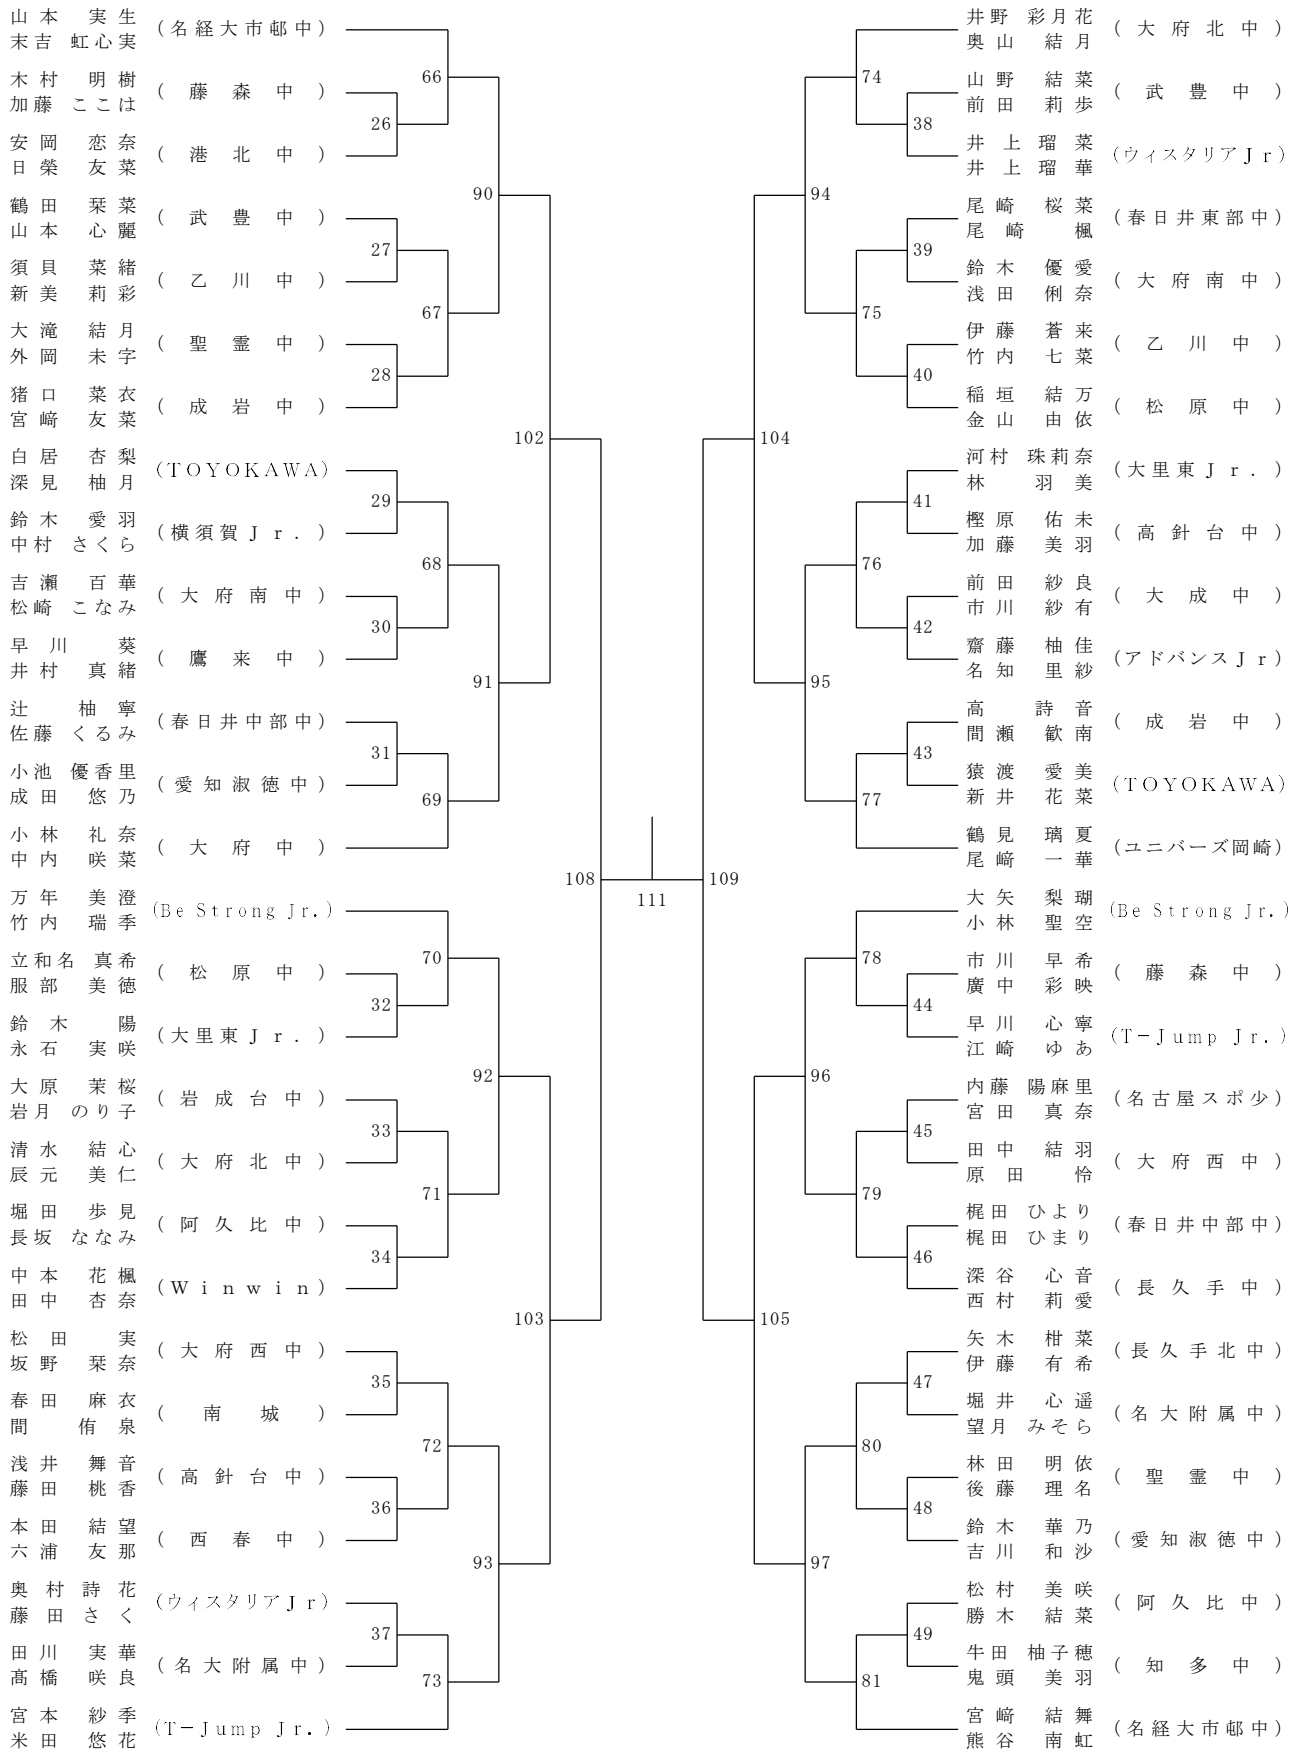 山本 実生
末吉 虹心実 (名経大市邨中)
木村 明樹
加藤 ここは (藤森中)
安岡 恋奈
日榮 友菜 (港北中)
鶴田 栞菜
山本 心麗 (武豊中)
須貝 菜緒
新美 莉彩 (乙川中)
大滝 結月
外岡 未字 (聖霊中)
猪口 菜衣
宮﨑 友菜 (成岩中)
白居 杏梨
深見 柚月 (TOYOKAWA)
鈴木 愛羽
中村 さくら (横須賀Jr.)
吉瀬 百華
松崎 こなみ (大府南中)
早川 葵
井村 真緒 (鷹来中)
辻 柚寧
佐藤 くるみ (春日井中部中)
小池 優香里
成田 悠乃 (愛知淑徳中)
小林 礼奈
中内 咲菜 (大府中)
万年 美澄
竹内 瑞季 (Be Strong Jr.)
立和名 真希
服部 美徳 (松原中)
鈴木 陽
永石 実咲 (大里東Jr.)
大原 茉桜
岩月 のり子 (岩成台中)
清水 結心
辰元 美仁 (大府北中)
堀田 歩見
長坂 ななみ (阿久比中)
中本 花楓
田中 杏奈 (Winwin)
松田 実
坂野 栞奈 (大府西中)
春田 麻衣
間 侑泉 (南城)
浅井 舞音
藤田 桃香 (高針台中)
本田 結望
六浦 友那 (西春中)
奥村 詩花
藤田 さく (ウィスタリアJr)
田川 実華
髙橋 咲良 (名大附属中)
宮本 紗季
米田 悠花 (T-Jump Jr.)
66
26
90
27
67
28
102
29
68
30
91
31
69
108
70
32
92
33
71
34
103
35
72
36
93
37
73
111
109
74
38
94
39
75
40
104
41
76
42
95
43
77
78
44
96
45
79
46
105
47
80
48
97
49
81
井野 彩月花
奥山 結月 (大府北中)
山野 結菜
前田 莉歩 (武豊中)
井上 瑠菜
井上 瑠華 (ウィスタリアJr)
尾崎 桜菜
尾崎 楓 (春日井東部中)
鈴木 優愛
浅田 俐奈 (大府南中)
伊藤 蒼来
竹内 七菜 (乙川中)
稲垣 結万
金山 由依 (松原中)
河村 珠莉奈
林 羽美 (大里東Jr.)
樫原 佑未
加藤 美羽 (高針台中)
前田 紗良
市川 紗有 (大成中)
齋藤 柚佳
名知 里紗 (アドバンスJr)
高 詩音
間瀬 歓南 (成岩中)
猿渡 愛美
新井 花菜 (TOYOKAWA)
鶴見 璃夏
尾﨑 一華 (ユニバーズ岡崎)
大矢 梨瑚
小林 聖空 (Be Strong Jr.)
市川 早希
廣中 彩映 (藤森中)
早川 心寧
江崎 ゆあ (T-Jump Jr.)
内藤 陽麻里
宮田 真奈 (名古屋スポ少)
田中 結羽
原田 怜 (大府西中)
梶田 ひより
梶田 ひまり (春日井中部中)
深谷 心音
西村 莉愛 (長久手中)
矢木 柑菜
伊藤 有希 (長久手北中)
堀井 心遥
望月 みそら (名大附属中)
林田 明依
後藤 理名 (聖霊中)
鈴木 華乃
吉川 和沙 (愛知淑徳中)
松村 美咲
勝木 結菜 (阿久比中)
牛田 柚子穂
鬼頭 美羽 (知多中)
宮﨑 結舞
熊谷 南虹 (名経大市邨中)